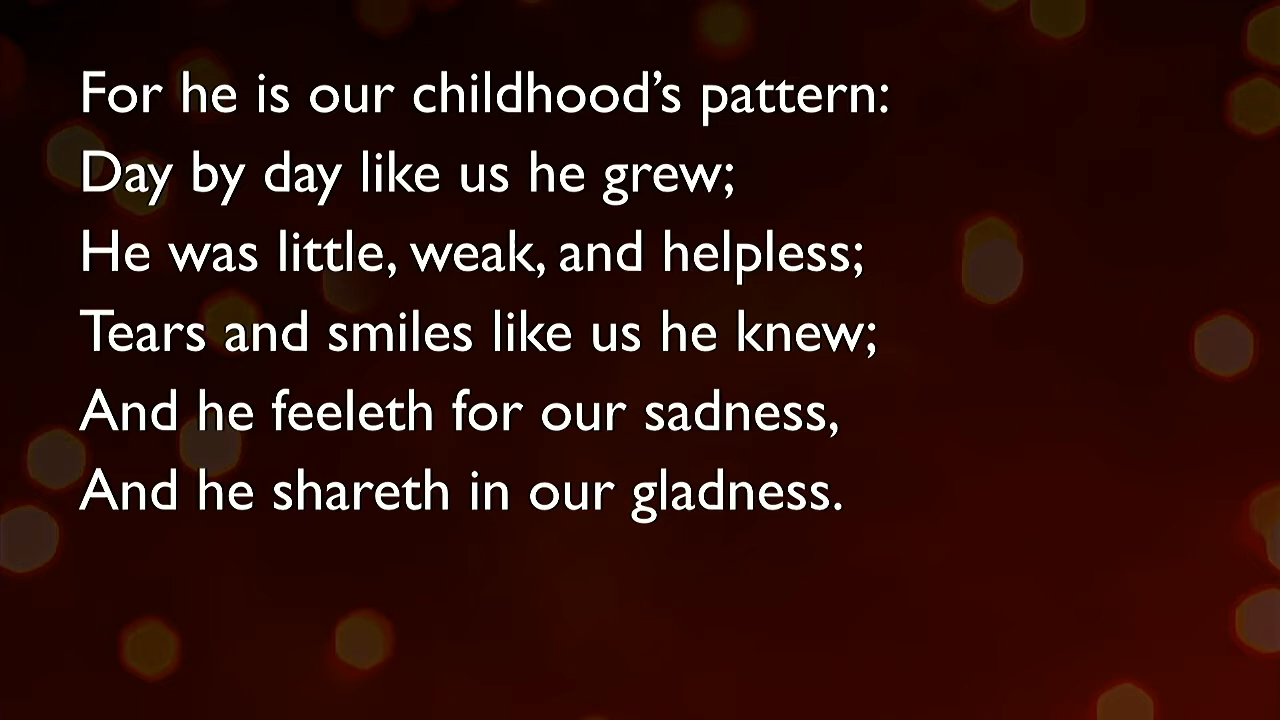 For he is our childhood’s pattern:
Day by day like us he grew;
He was little, weak, and helpless;
Tears and smiles like us he knew;
And he feeleth for our sadness,
And he shareth in our gladness.